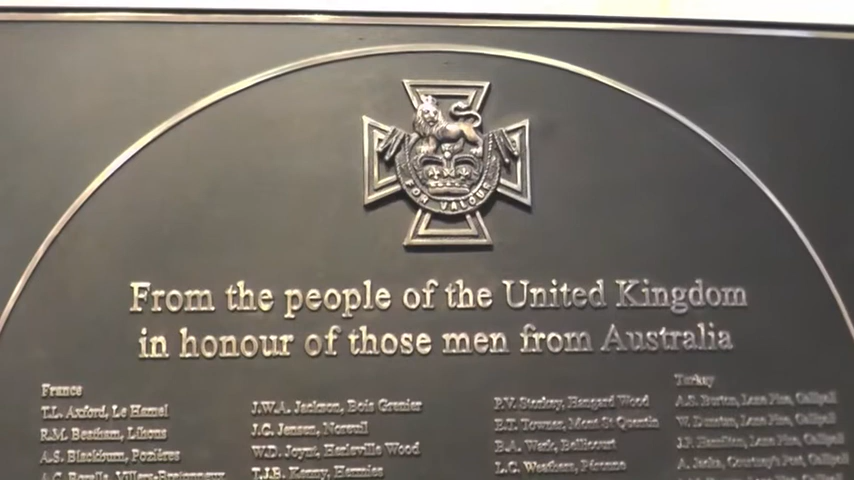 FOR VALOUR
From the people of the United Kingdom
in honour of those men from Australia
France
T.L. Axford, Le Hamel
R.M. Beatham, Lihons
A.S. Blackburn, Pozières
J.W.A. Jackson, Bois Grenier
J.C. Jensen, Noreuil
W.D. Joynt, Herleville Wood
T.J.B. Kenny, Hermies
P.V. Storkey, Hangard Wood
E.T. Towner, Mont St Quentin
B.A. Wark, Bellicourt
L.C. Weathers, Péronne
Turkey
A.S. Burton, Lone Pine, Gallipoli
W. Dunstan, Lone Pine, Gallipoli
J.P. Hamilton, Lone Pine, Gallipoli
A. Jacka, Courtney's Post, Gallipoli